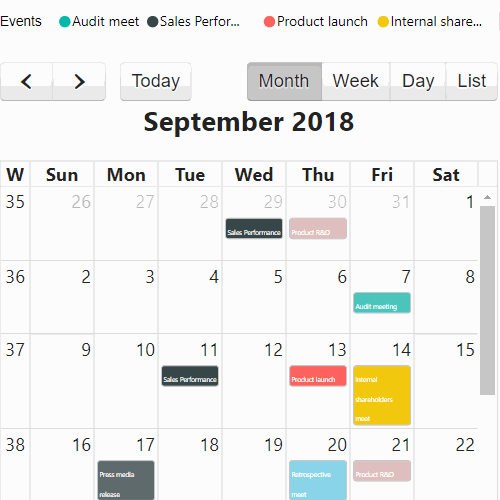 Events Audit meet Sales Perfor... Product launch Internal share...
Today Month Week Day List
September 2018
W Sun Mon Tue Wed Thu Fri Sat
35 26 27 28 29 30 31 1
Sales Performance Product R&D
36 2 3 4 5 6 7 8
Audit meeting
37 9 10 11 12 13 14 15
Sales Performance Product launch Internal
shareholders
meet
38 16 17 18 19 20 21 22
Press media Retrospective Product R&D
release meet